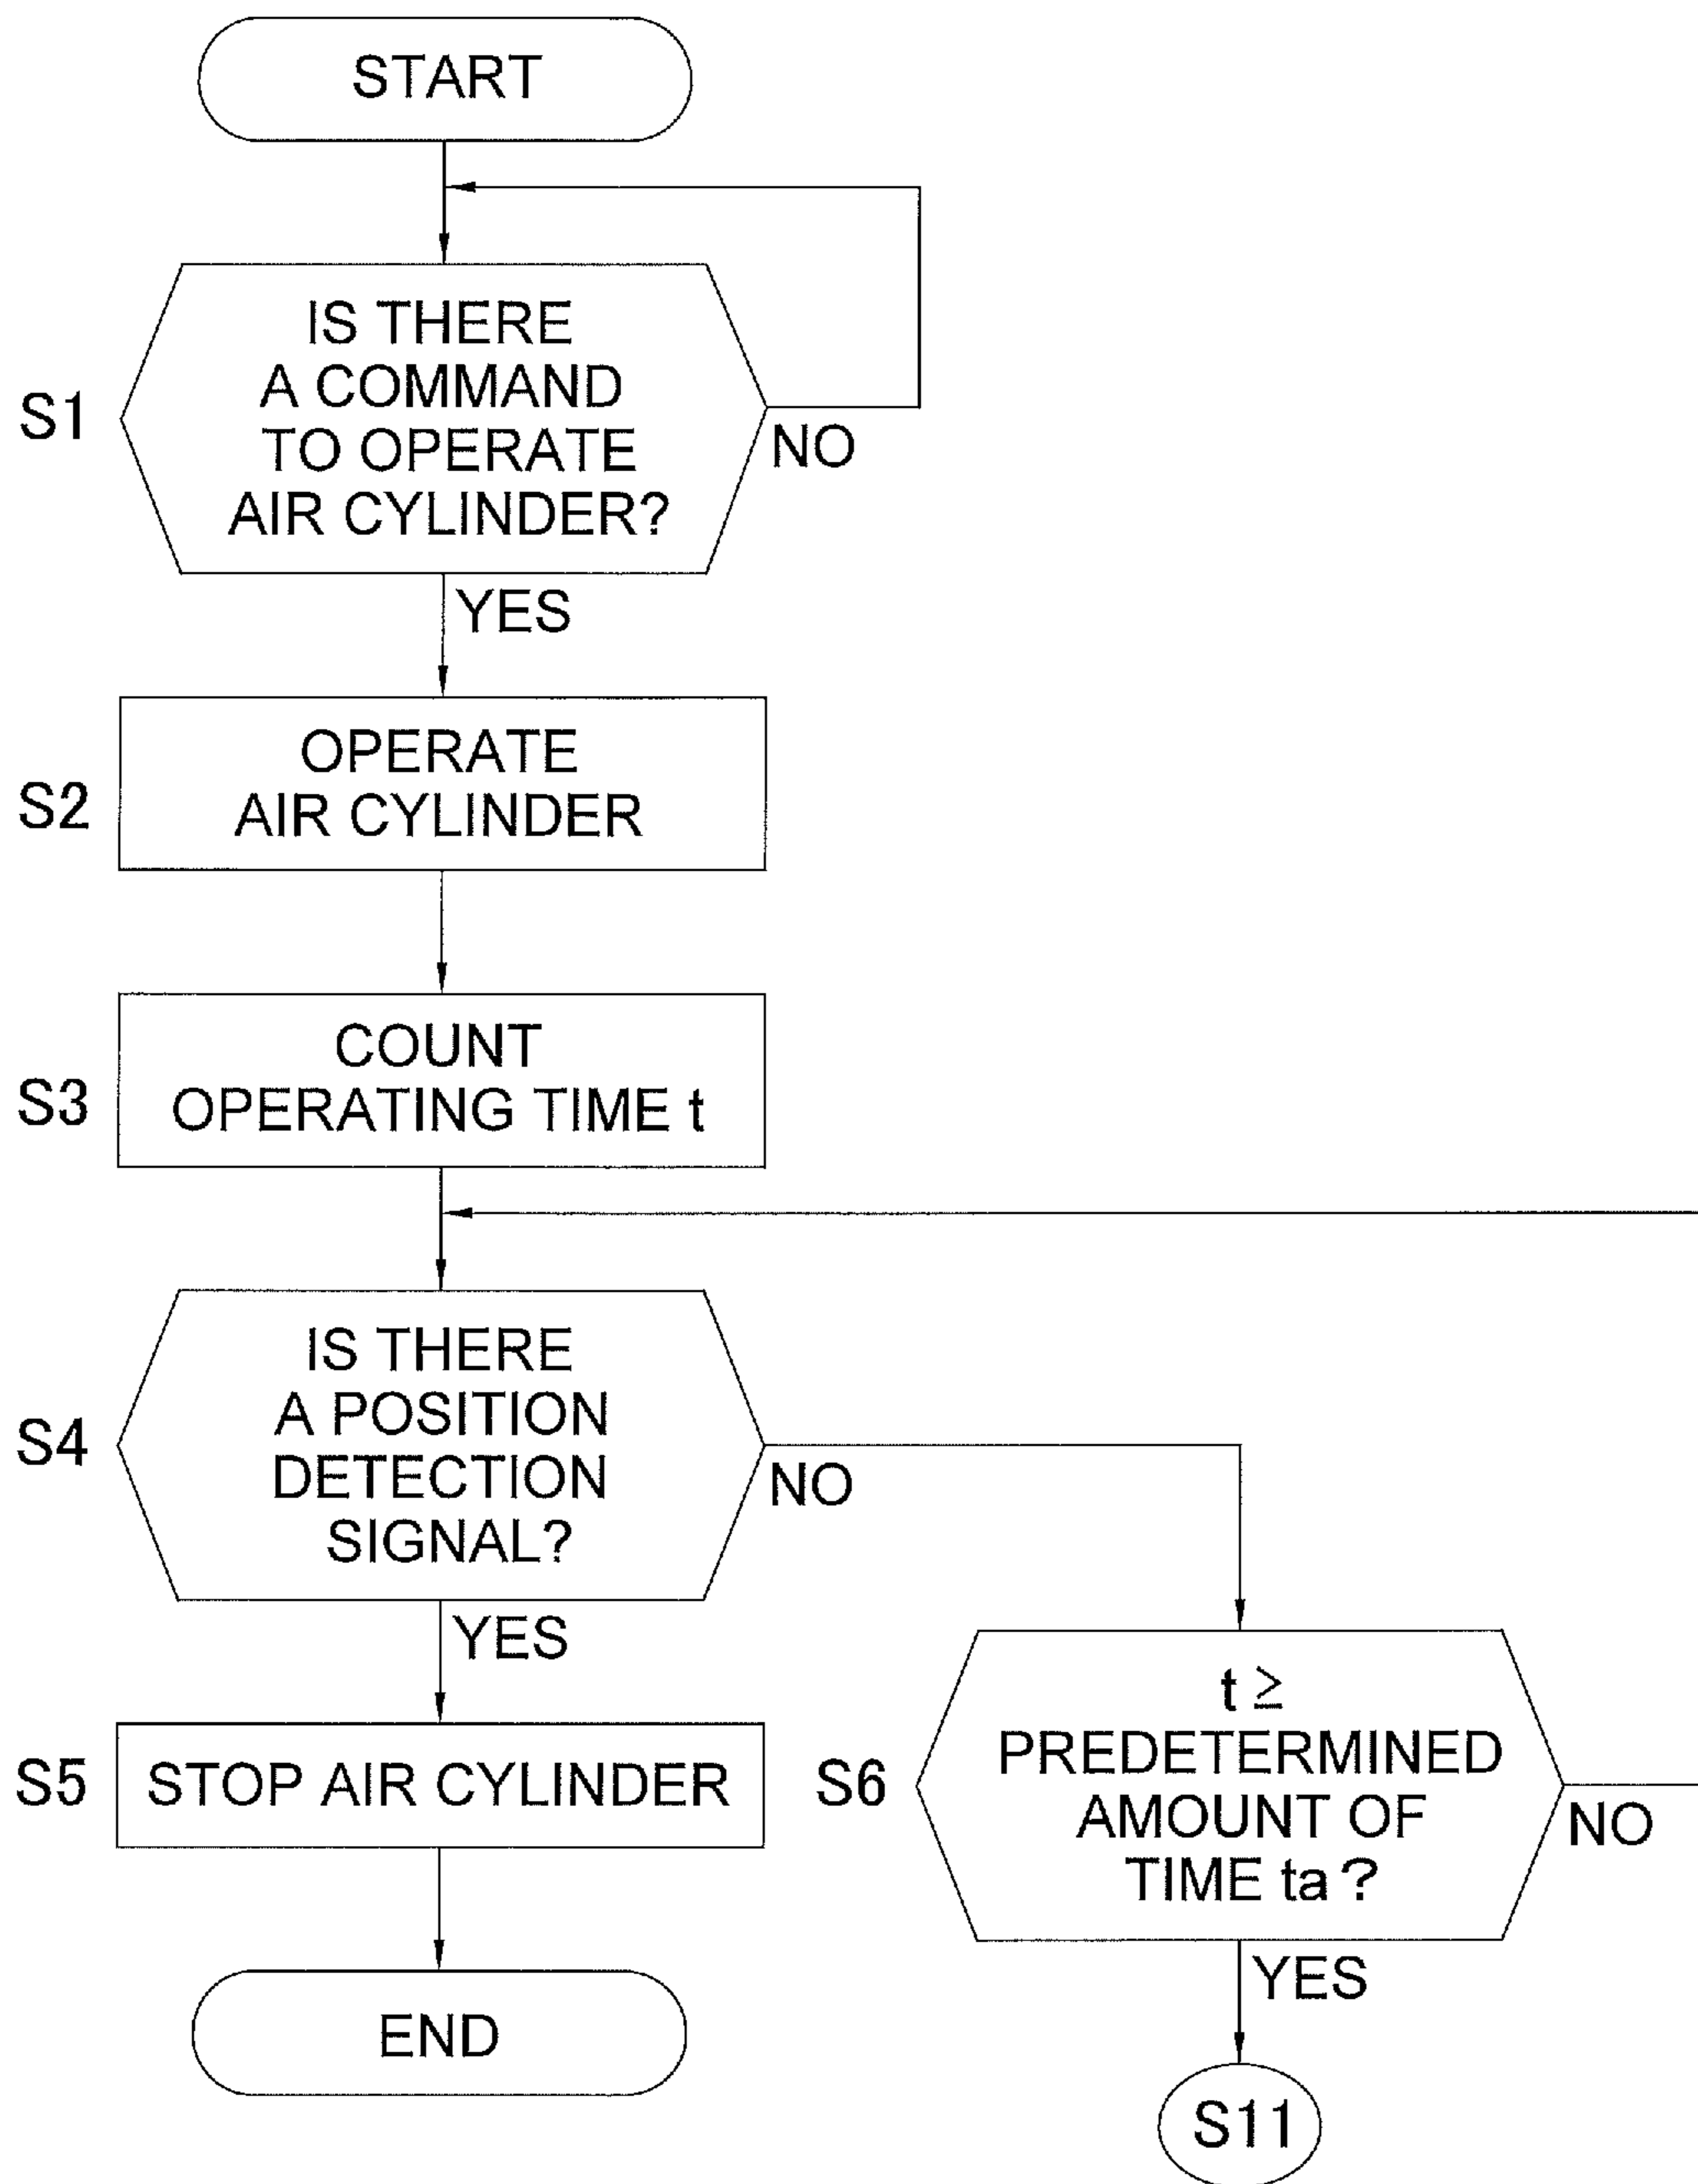 START
S1
IS THERE
A COMMAND
TO OPERATE
AIR CYLINDER?
NO
YES
S2
OPERATE
AIR CYLINDER
S3
COUNT
OPERATING TIME t
S4
IS THERE
A POSITION
DETECTION
SIGNAL?
NO
YES
S5
STOP AIR CYLINDER
END
S6
t ≥
PREDETERMINED
AMOUNT OF
TIME ta ?
NO
YES
S11